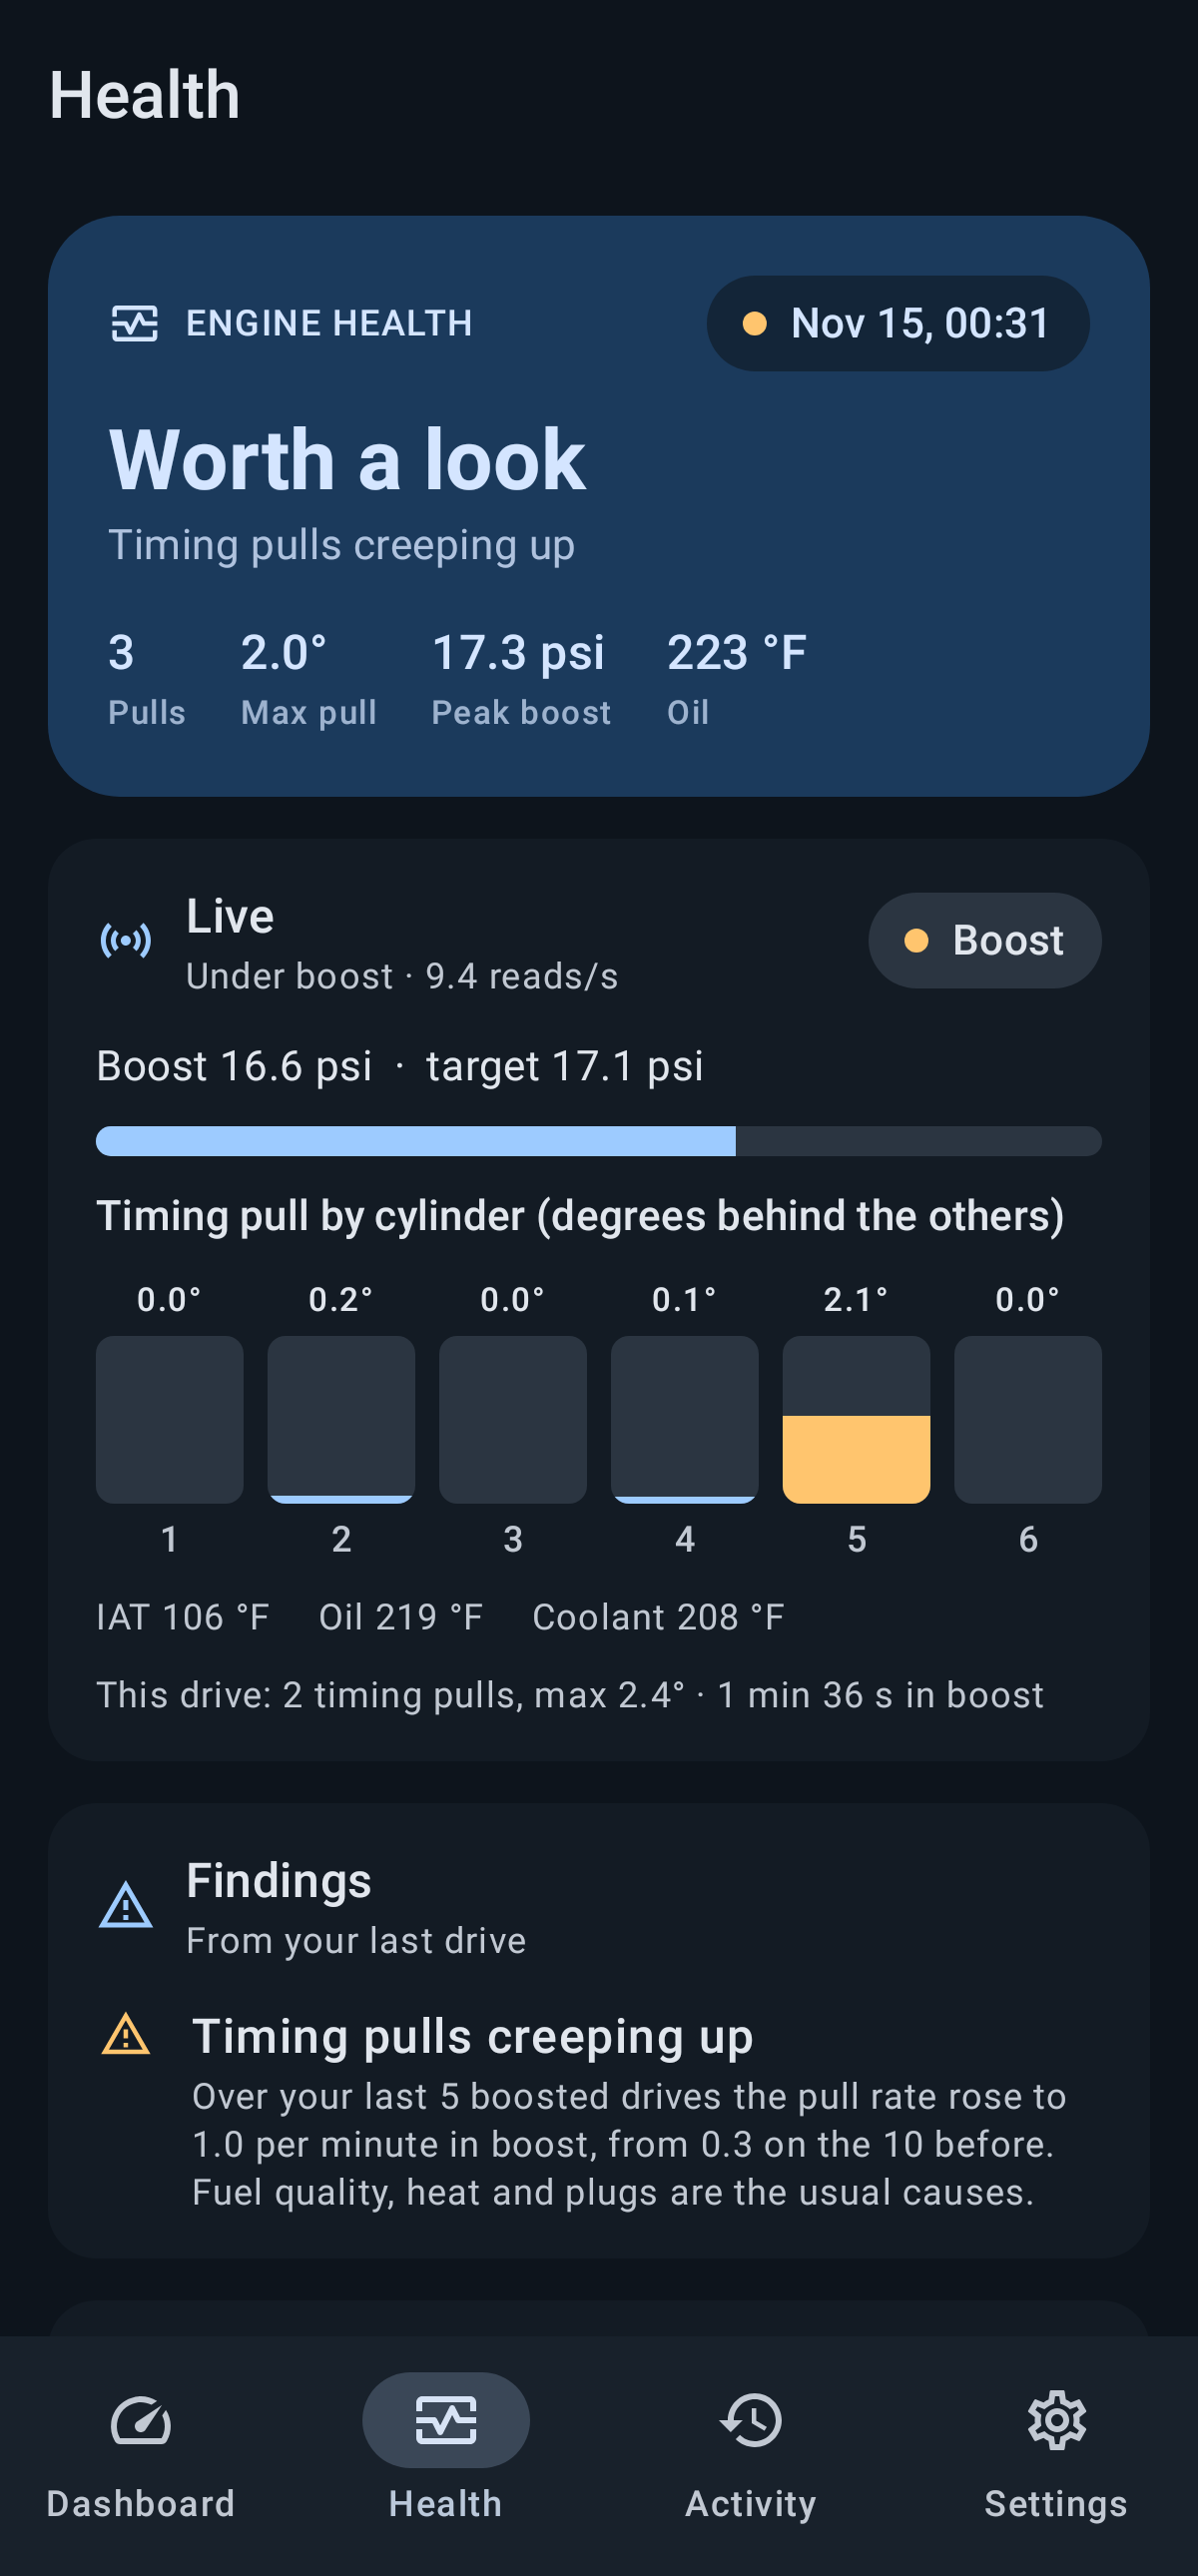 Health
ENGINE HEALTH
Nov 15, 00:31
Worth a look
Timing pulls creeping up
3 2.0° 17.3 psi 223 °F
Pulls Max pull Peak boost Oil
Live
Under boost · 9.4 reads/s
Boost
Boost 16.6 psi · target 17.1 psi
Timing pull by cylinder (degrees behind the others)
0.0° 0.2° 0.0° 0.1° 2.1° 0.0°
1 2 3 4 5 6
IAT 106 °F Oil 219 °F Coolant 208 °F
This drive: 2 timing pulls, max 2.4° · 1 min 36 s in boost
Findings
From your last drive
Timing pulls creeping up
Over your last 5 boosted drives the pull rate rose to
1.0 per minute in boost, from 0.3 on the 10 before.
Fuel quality, heat and plugs are the usual causes.
Dashboard Health Activity Settings